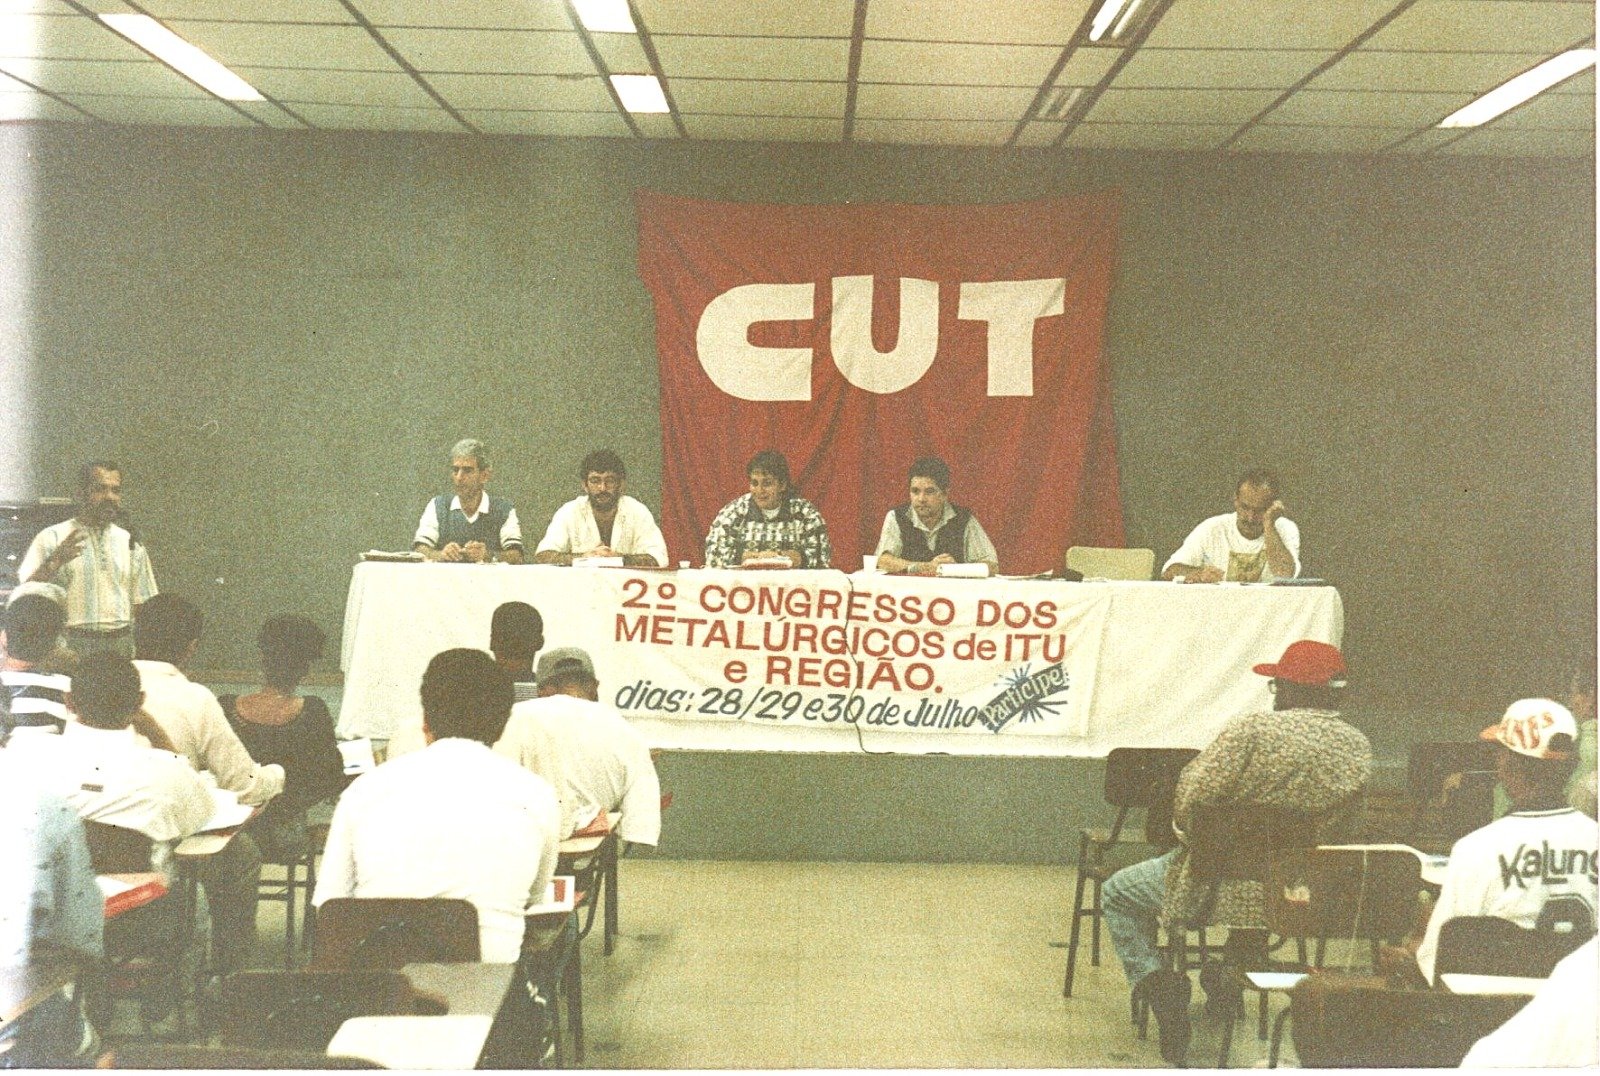 CUT
2º CONGRESSO DOS
METALÚRGICOS de ITU
e REGIÃO.
dias: 28/29 e 30 de Julho
Participe
Kalung